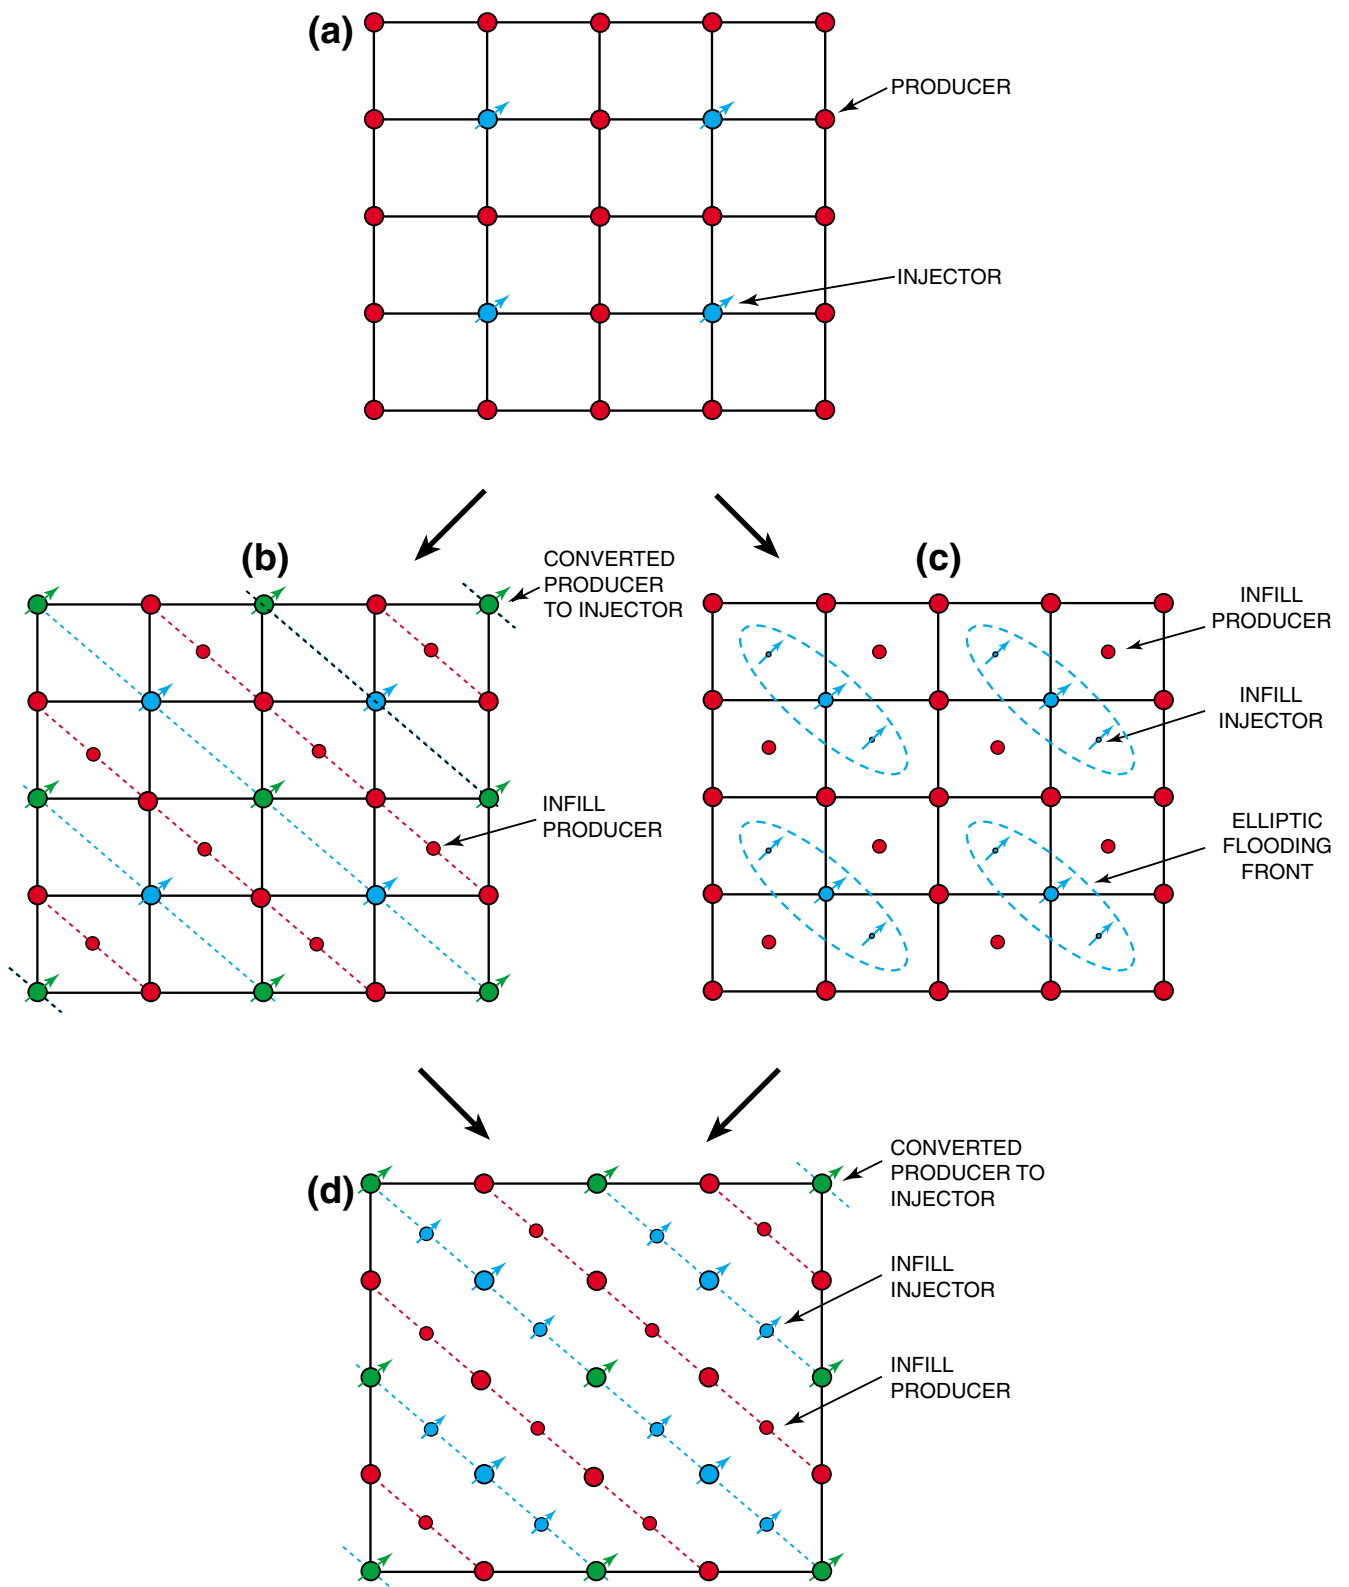 (a)
PRODUCER
INJECTOR
(b)
CONVERTED
PRODUCER
TO INJECTOR
INFILL
PRODUCER
(c)
INFILL
PRODUCER
INFILL
INJECTOR
ELLIPTIC
FLOODING
FRONT
(d)
CONVERTED
PRODUCER TO
INJECTOR
INFILL
INJECTOR
INFILL
PRODUCER